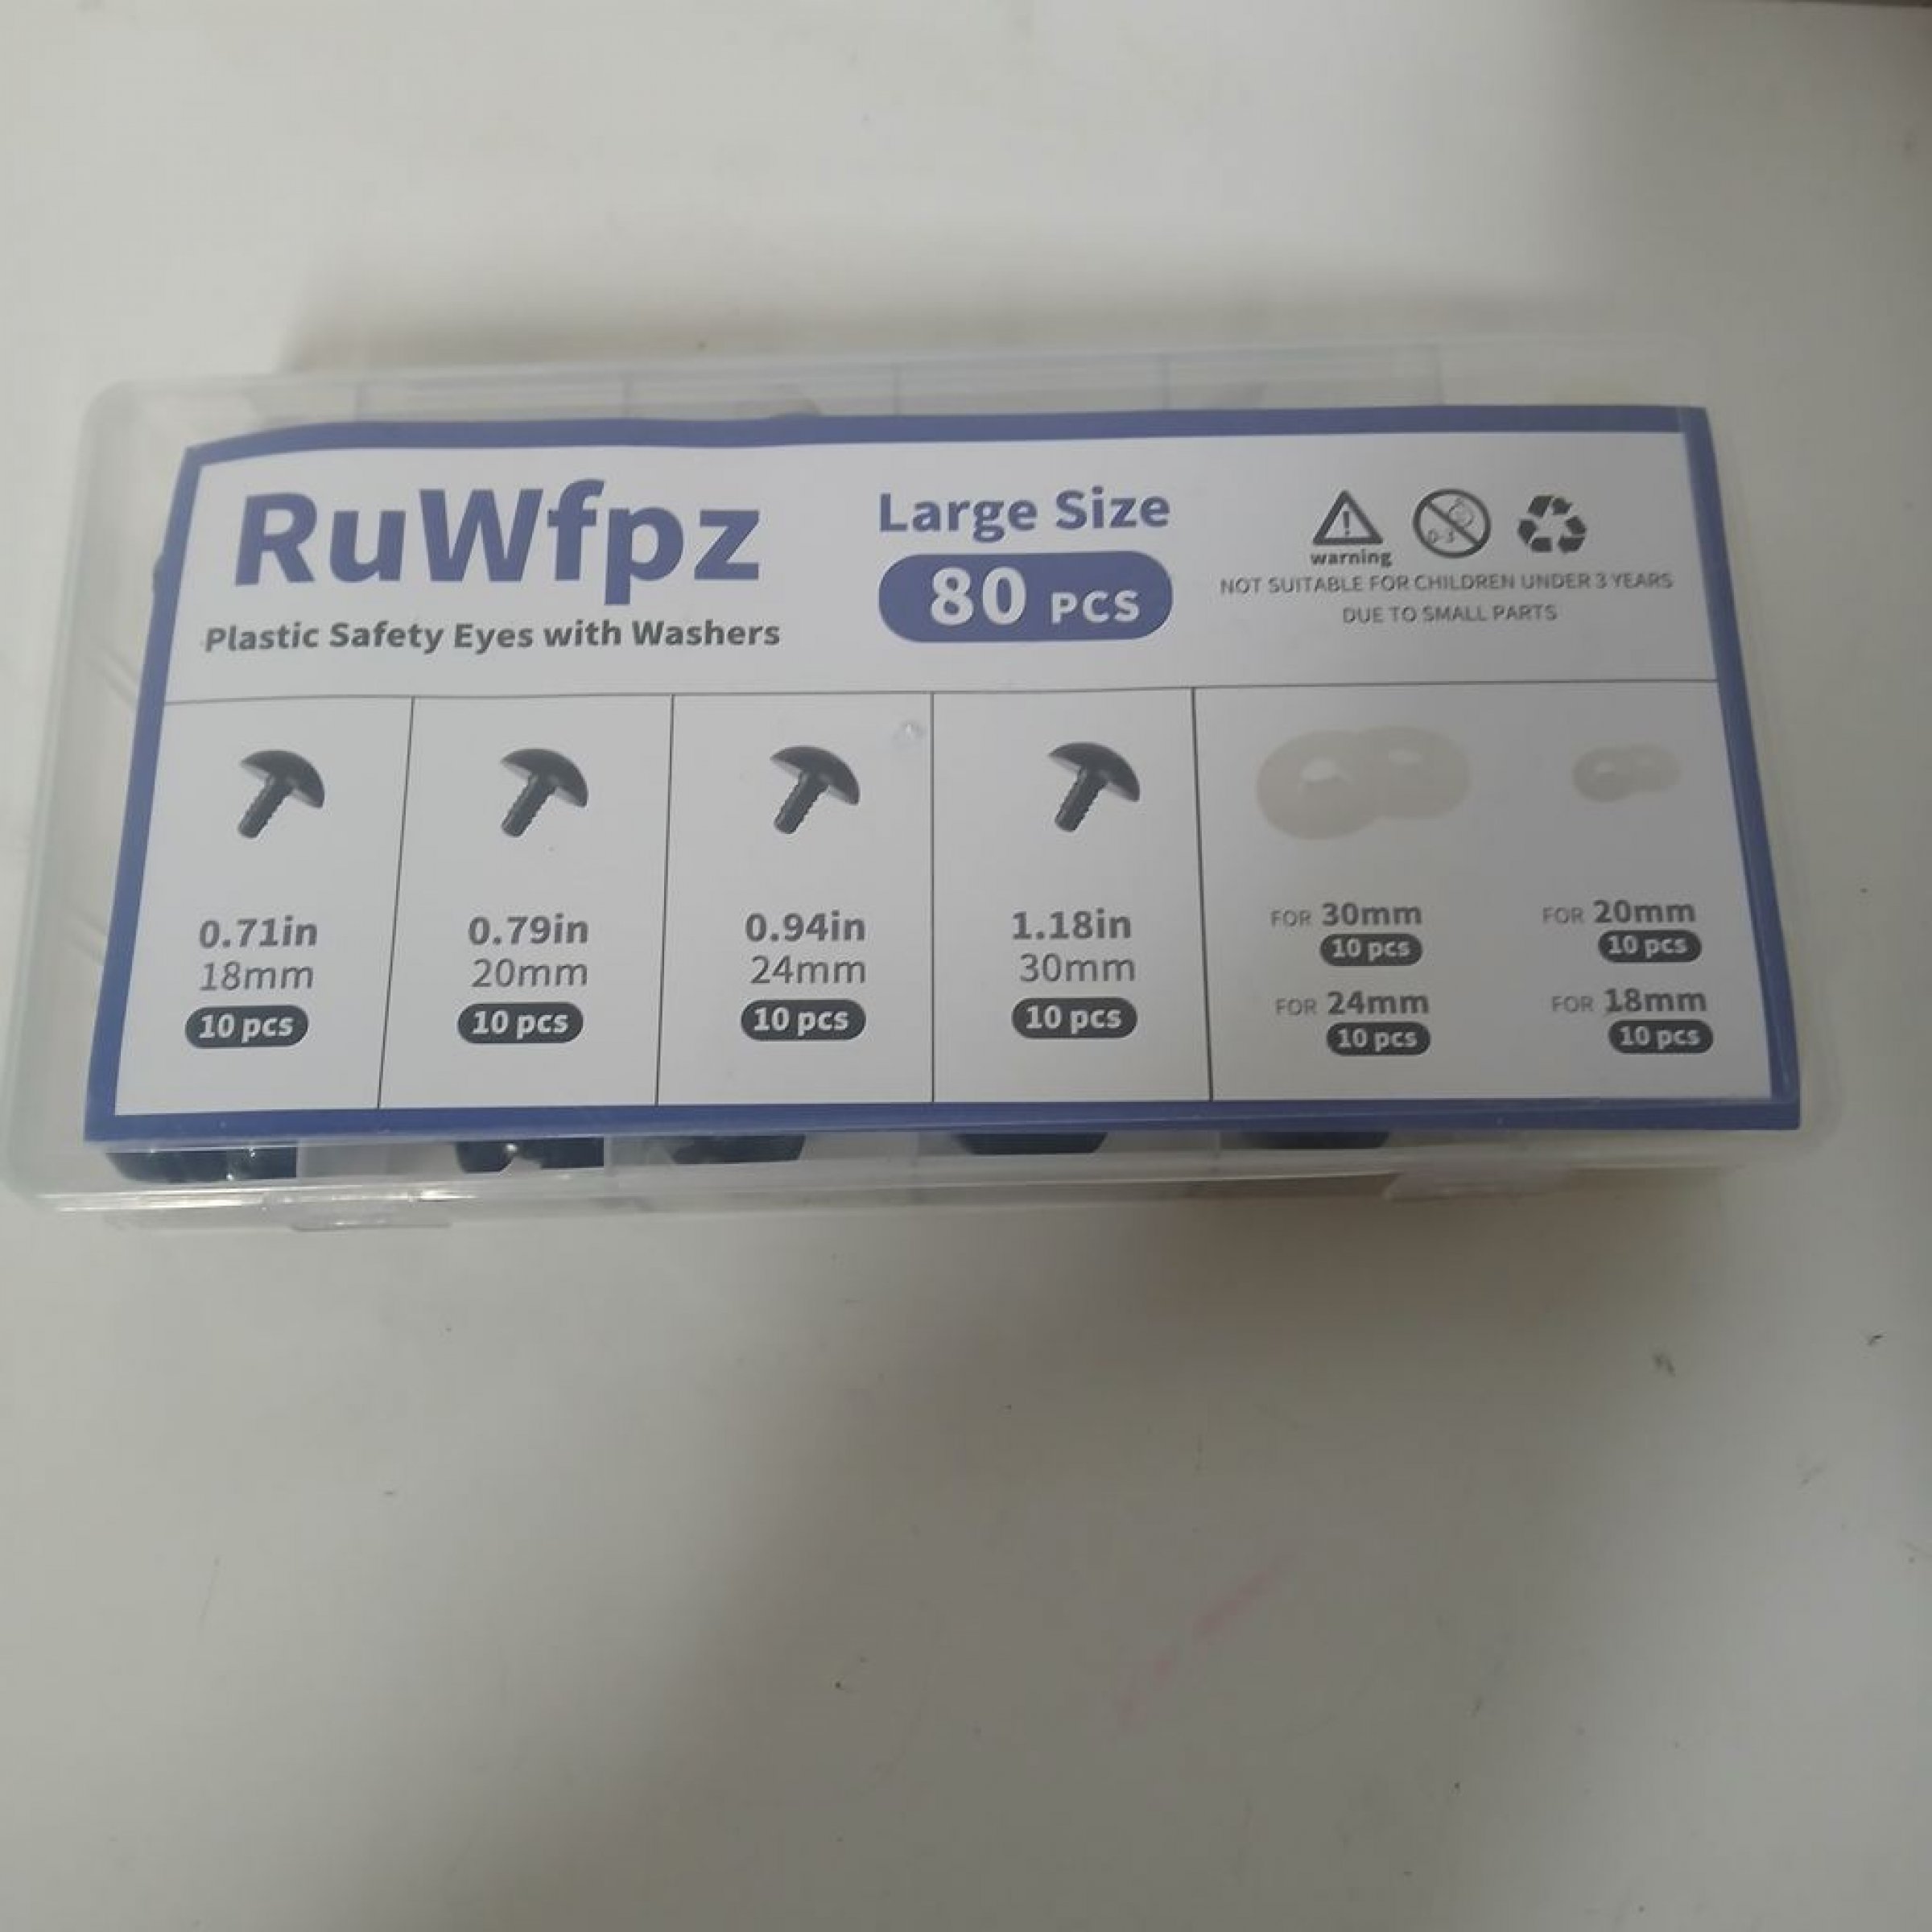 RuWfpz
Plastic Safety Eyes with Washers
Large Size
80 PCS
warning
0-3
NOT SUITABLE FOR CHILDREN UNDER 3 YEARS
DUE TO SMALL PARTS
0.71in
18mm
10 pcs
0.79in
20mm
10 pcs
0.94in
24mm
10 pcs
1.18in
30mm
10 pcs
FOR 30mm
10 pcs
FOR 24mm
10 pcs
FOR 20mm
10 pcs
FOR 18mm
10 pcs